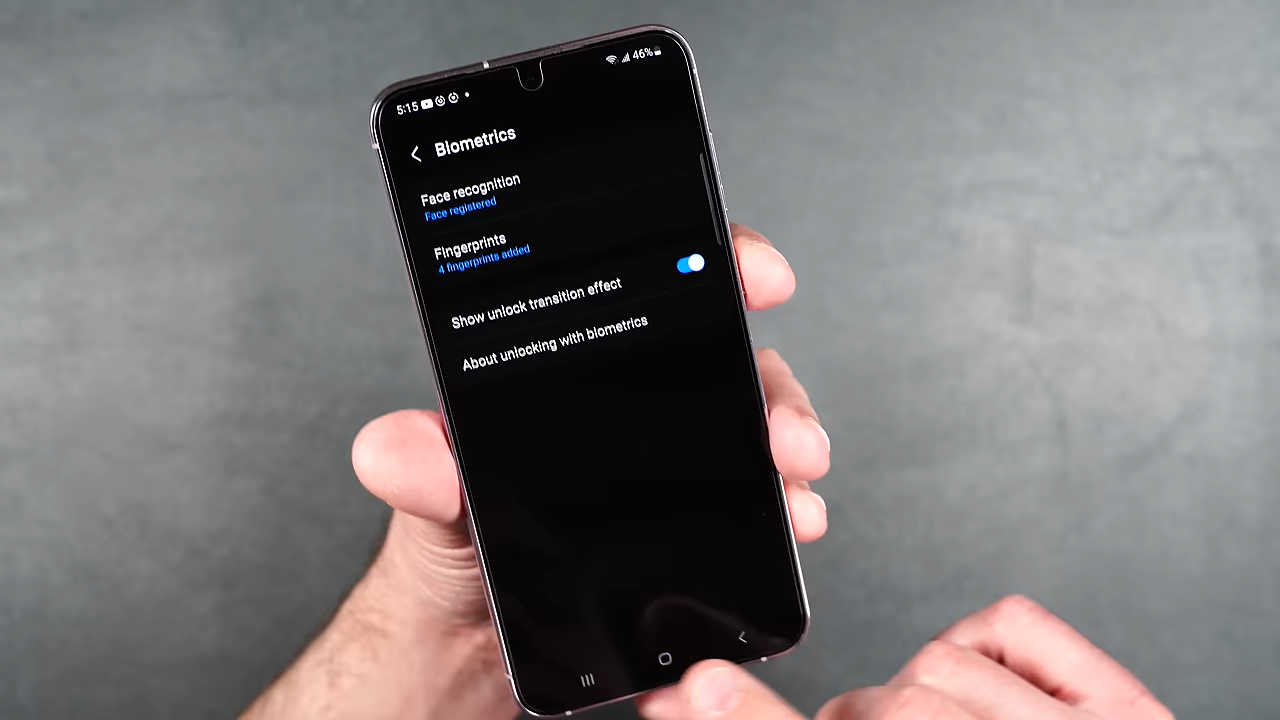 5:15
46%
Biometrics
Face recognition
Face registered
Fingerprints
4 fingerprints added
Show unlock transition effect
About unlocking with biometrics